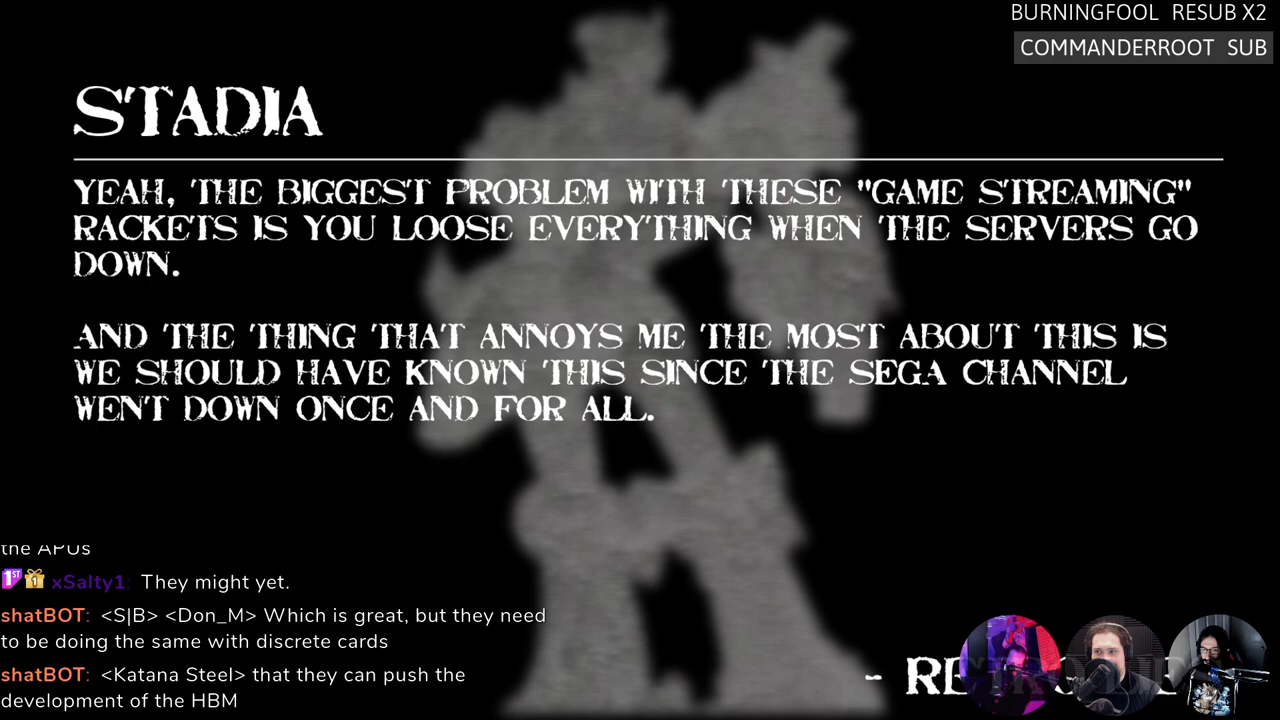 BURNINGFOOL RESUB X2
COMMANDERROOT SUB
STADIA
YEAH, THE BIGGEST PROBLEM WITH THESE "GAME STREAMING"
RACKETS IS YOU LOOSE EVERYTHING WHEN THE SERVERS GO
DOWN.
AND THE THING THAT ANNOYS ME THE MOST ABOUT THIS IS
WE SHOULD HAVE KNOWN THIS SINCE THE SEGA CHANNEL
WENT DOWN ONCE AND FOR ALL.
the APUs
xSalty1: They might yet.
shatBOT: <S|B> <Don_M> Which is great, but they need
to be doing the same with discrete cards
shatBOT: <Katana Steel> that they can push the
development of the HBM